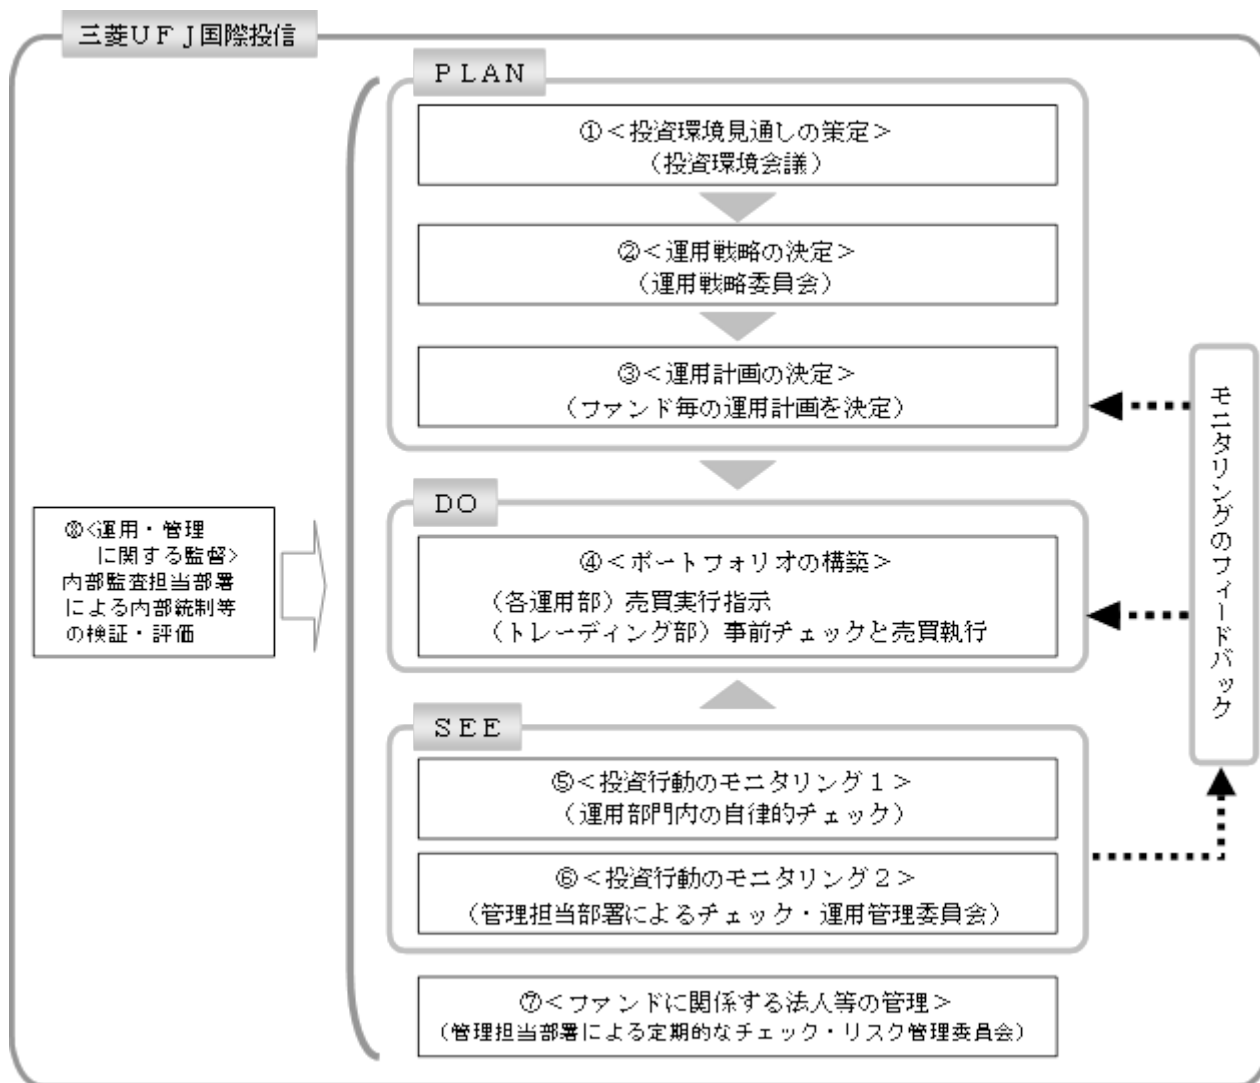 三菱UFJ国際投信
PLAN
①<投資環境見通しの策定>
(投資環境会議)
②<運用戦略の決定>
(運用戦略委員会)
③<運用計画の決定>
(ファンド毎の運用計画を決定)
DO
④<ポートフォリオの構築>
(各運用部)売買実行指示
(トレーディング部)事前チェックと売買執行
SEE
⑤<投資行動のモニタリング1>
(運用部門内の自律的チェック)
⑥<投資行動のモニタリング2>
(管理担当部署によるチェック・運用管理委員会)
⑦<ファンドに関係する法人等の管理>
(管理担当部署による定期的なチェック・リスク管理委員会)
⑧<運用・管理
に関する監督>
内部監査担当部署
による内部統制等
の検証・評価
モニタリングのフィードバック